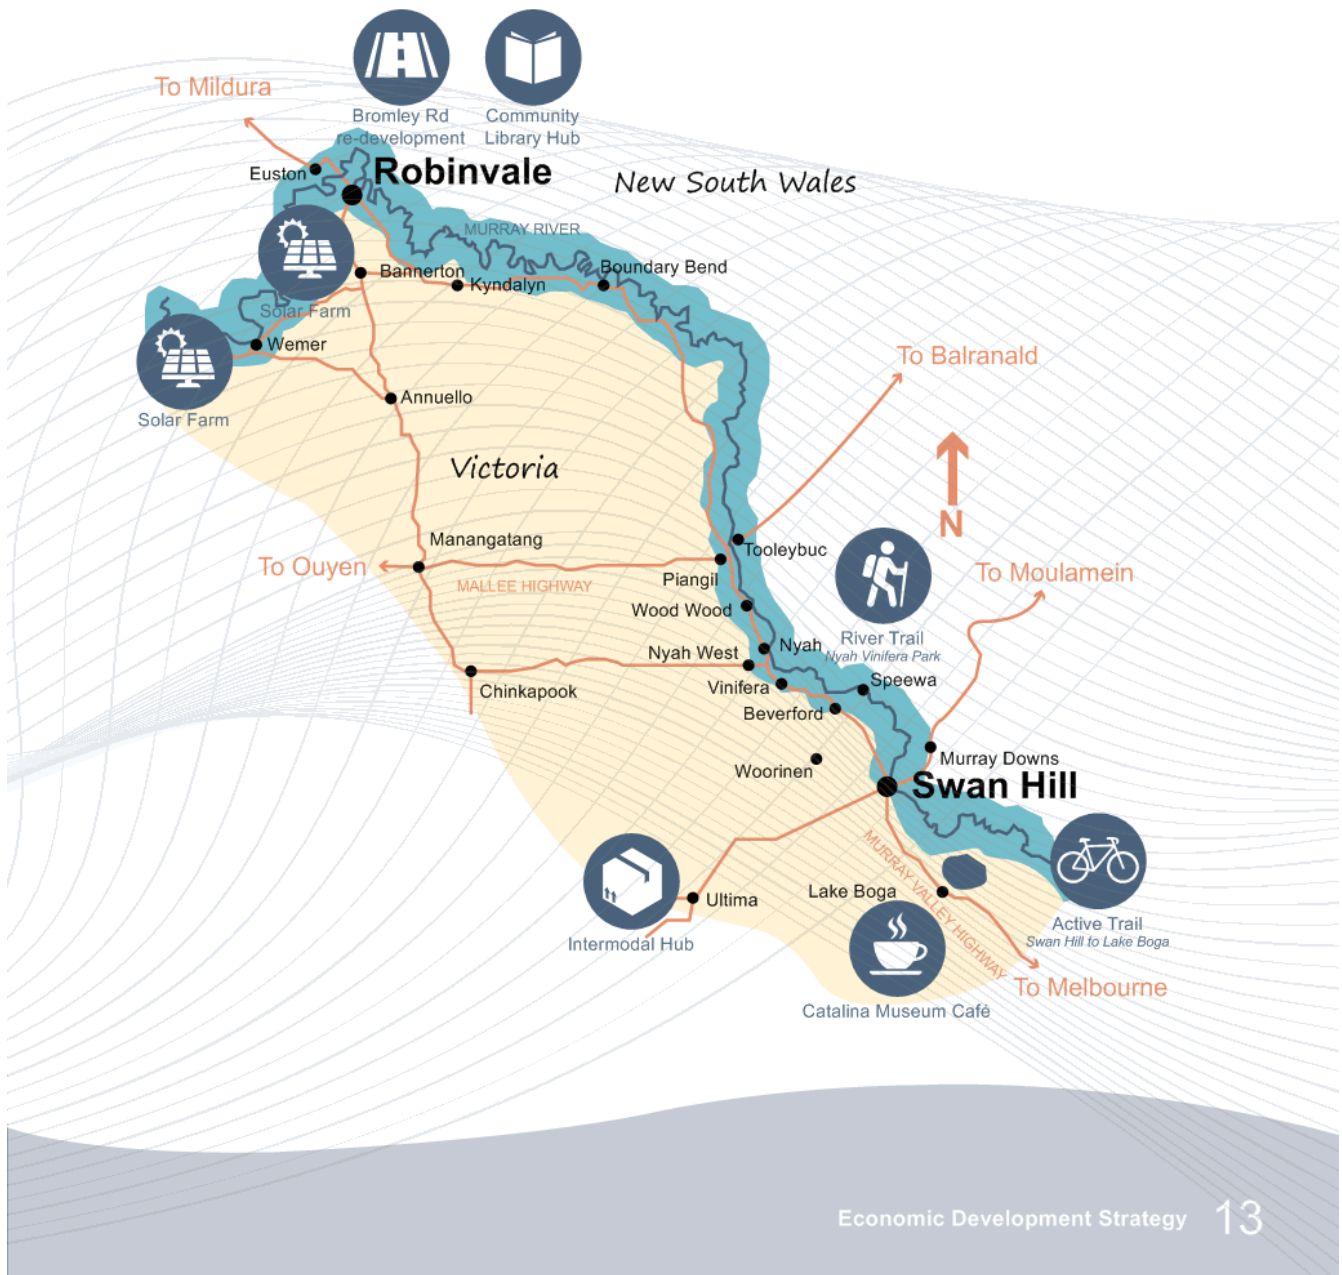 Bromley Rd
re-development
Community
Library Hub
To Mildura
Euston
Robinvale
New South Wales
MURRAY RIVER
Bannerton
Kyndalyn
Boundary Bend
Solar Farm
Wemer
Solar Farm
Annuello
To Balranald
Victoria
N
Manangatang
To Ouyen
MALLEE HIGHWAY
Tooleybuc
Piangil
To Moulamein
Wood Wood
River Trail
Nyah Vinifera Park
Nyah West
Nyah
Chinkapook
Vinifera
Speewa
Beverford
Woorinen
Murray Downs
Swan Hill
MURRAY VALLEY HIGHWAY
Ultima
Lake Boga
Intermodal Hub
Active Trail
Swan Hill to Lake Boga
To Melbourne
Catalina Museum Café
Economic Development Strategy 13